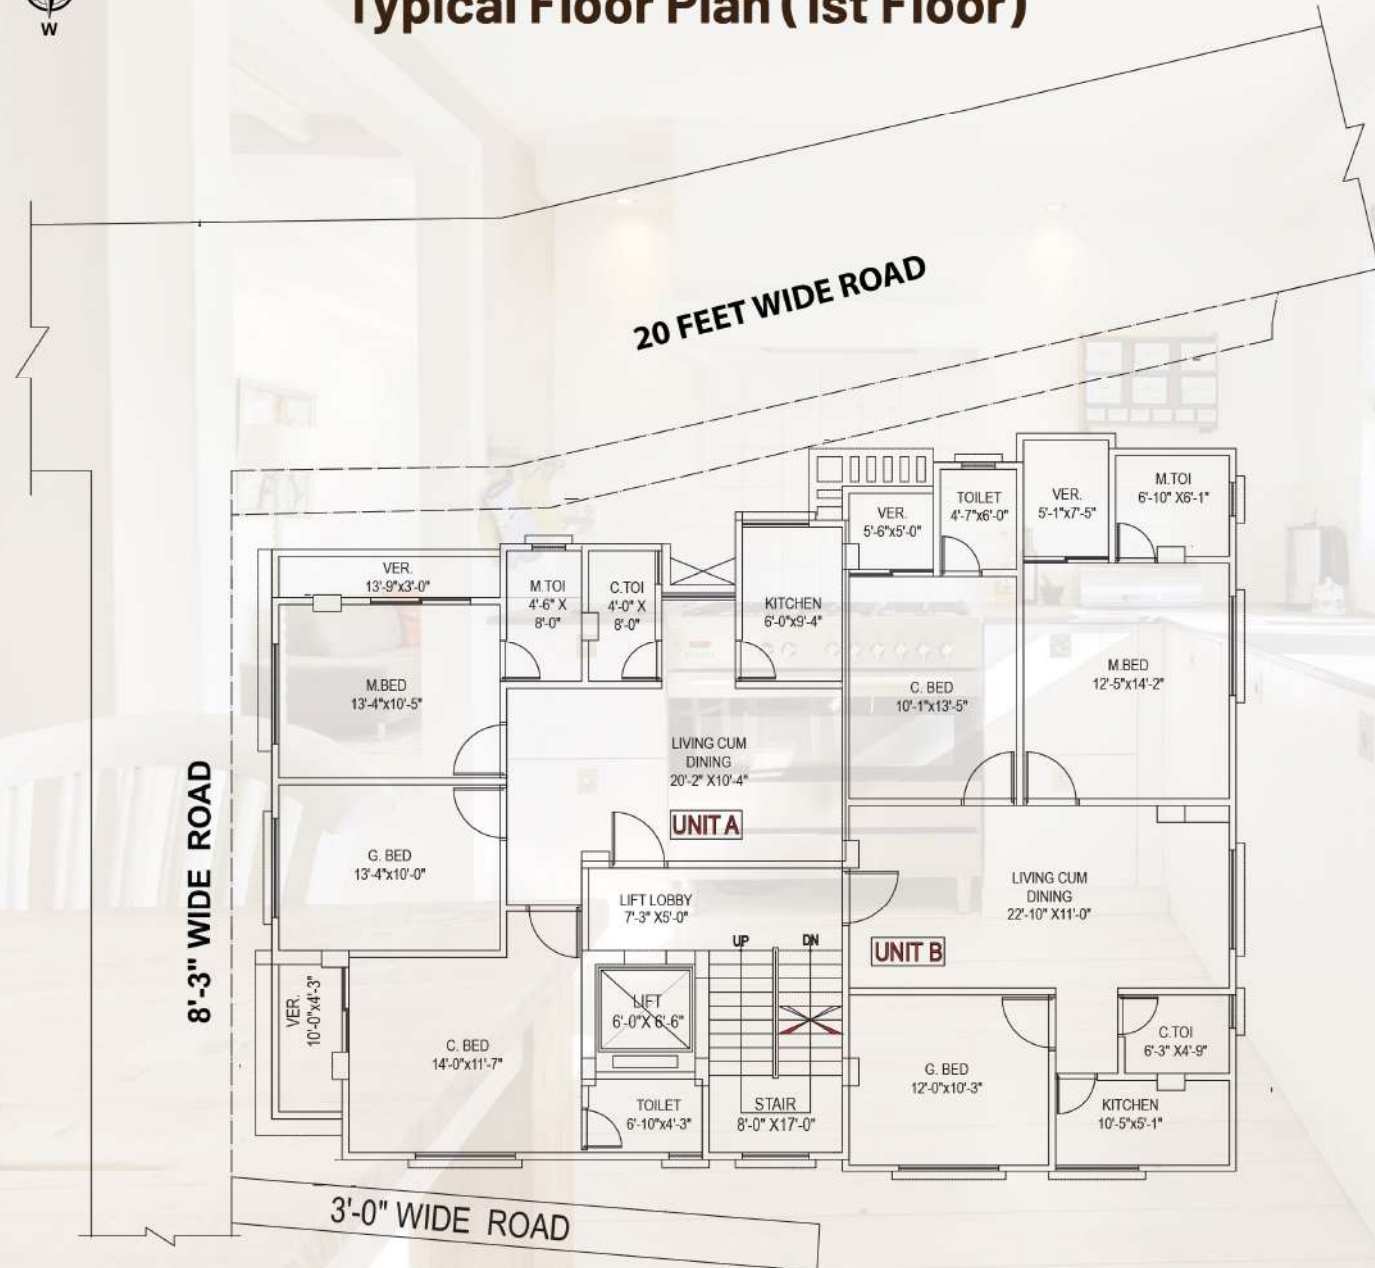 W
Typical Floor Plan (1st Floor)
20 FEET WIDE ROAD
8'-3" WIDE ROAD
3'-0" WIDE ROAD
VER.
13'-9"x3'-0"
M.TOI
4'-6" X
8'-0"
C.TOI
4'-0" X
8'-0"
KITCHEN
6'-0"x9'-4"
M.BED
13'-4"x10'-5"
LIVING CUM
DINING
20'-2" X10'-4"
UNIT A
G. BED
13'-4"x10'-0"
LIFT LOBBY
7'-3" X5'-0"
UP
DN
LIFT
6'-0"X 6'-6"
VER.
10'-0"x4'-3"
C. BED
14'-0"x11'-7"
TOILET
6'-10"x4'-3"
STAIR
8'-0" X17'-0"
VER.
5'-6"x5'-0"
TOILET
4'-7"x6'-0"
VER.
5'-1"x7'-5"
M.TOI
6'-10" X6'-1"
C. BED
10'-1"x13'-5"
M.BED
12'-5"x14'-2"
LIVING CUM
DINING
22'-10" X11'-0"
UNIT B
G. BED
12'-0"x10'-3"
C.TOI
6'-3" X4'-9"
KITCHEN
10'-5"x5'-1"